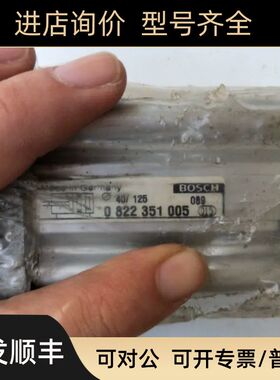 进店询价 型号齐全
Made in Germany
BOSCH
40/ 125
089
0 822 351 005
发顺丰
可对公 可开专票/普